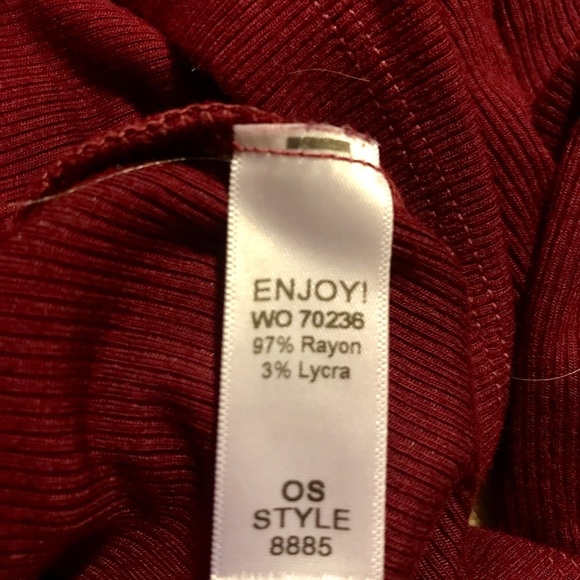 ENJOY!
WO 70236
97% Rayon
3% Lycra
OS
STYLE
8885